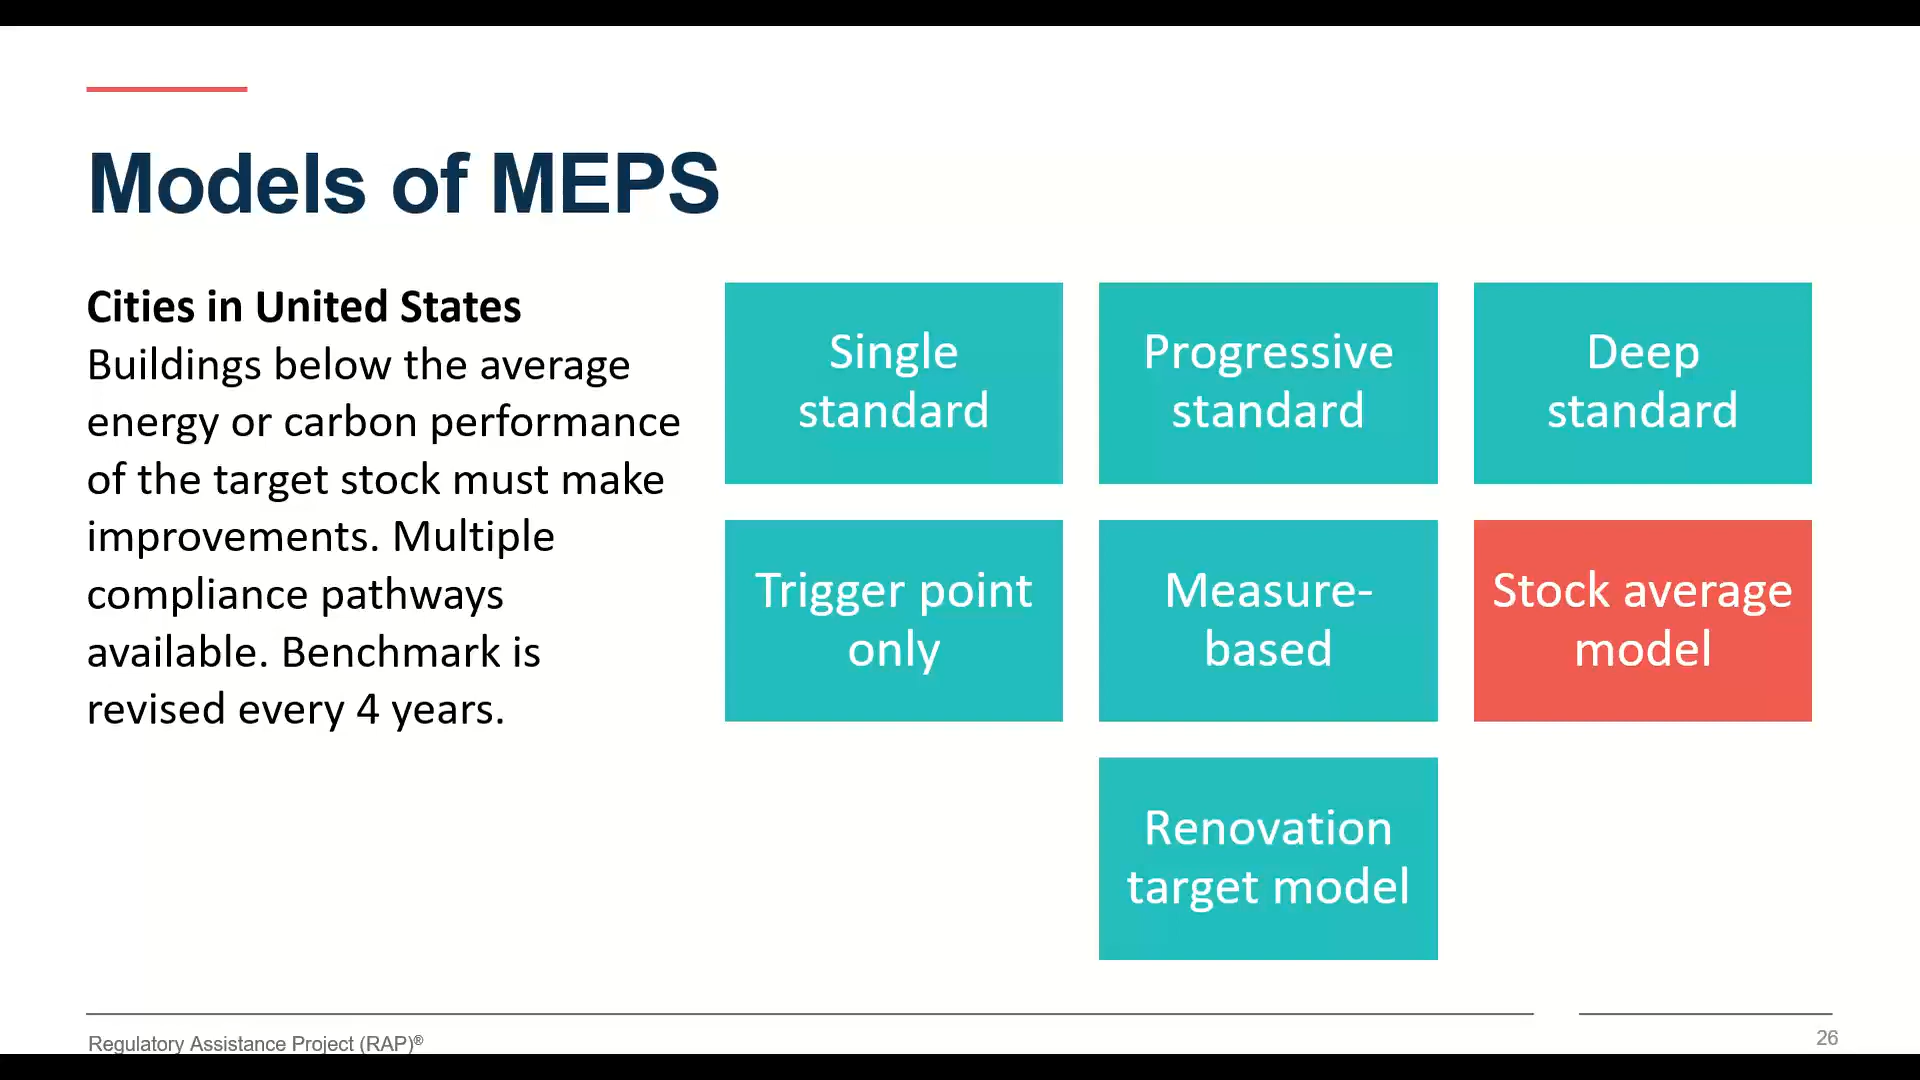 Models of MEPS
Cities in United States
Buildings below the average
energy or carbon performance
of the target stock must make
improvements. Multiple
compliance pathways
available. Benchmark is
revised every 4 years.
Single
standard
Progressive
standard
Deep
standard
Trigger point
only
Measure-
based
Stock average
model
Renovation
target model
Regulatory Assistance Project (RAP)®
26